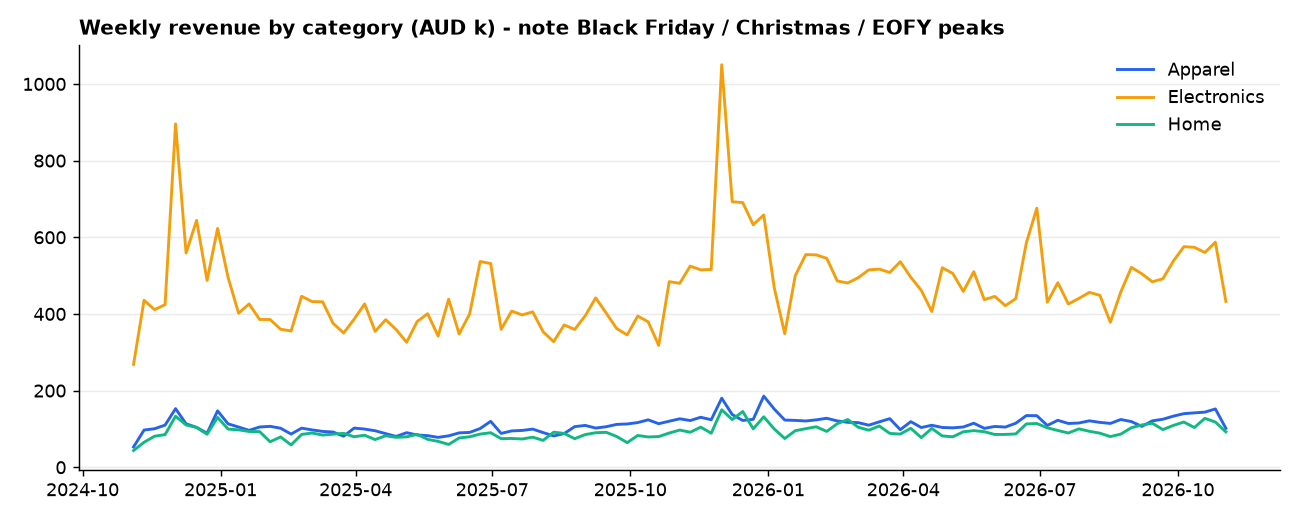 Weekly revenue by category (AUD k) - note Black Friday / Christmas / EOFY peaks
Apparel
Electronics
Home
1000
800
600
400
200
0
2024-10 2025-01 2025-04 2025-07 2025-10 2026-01 2026-04 2026-07 2026-10